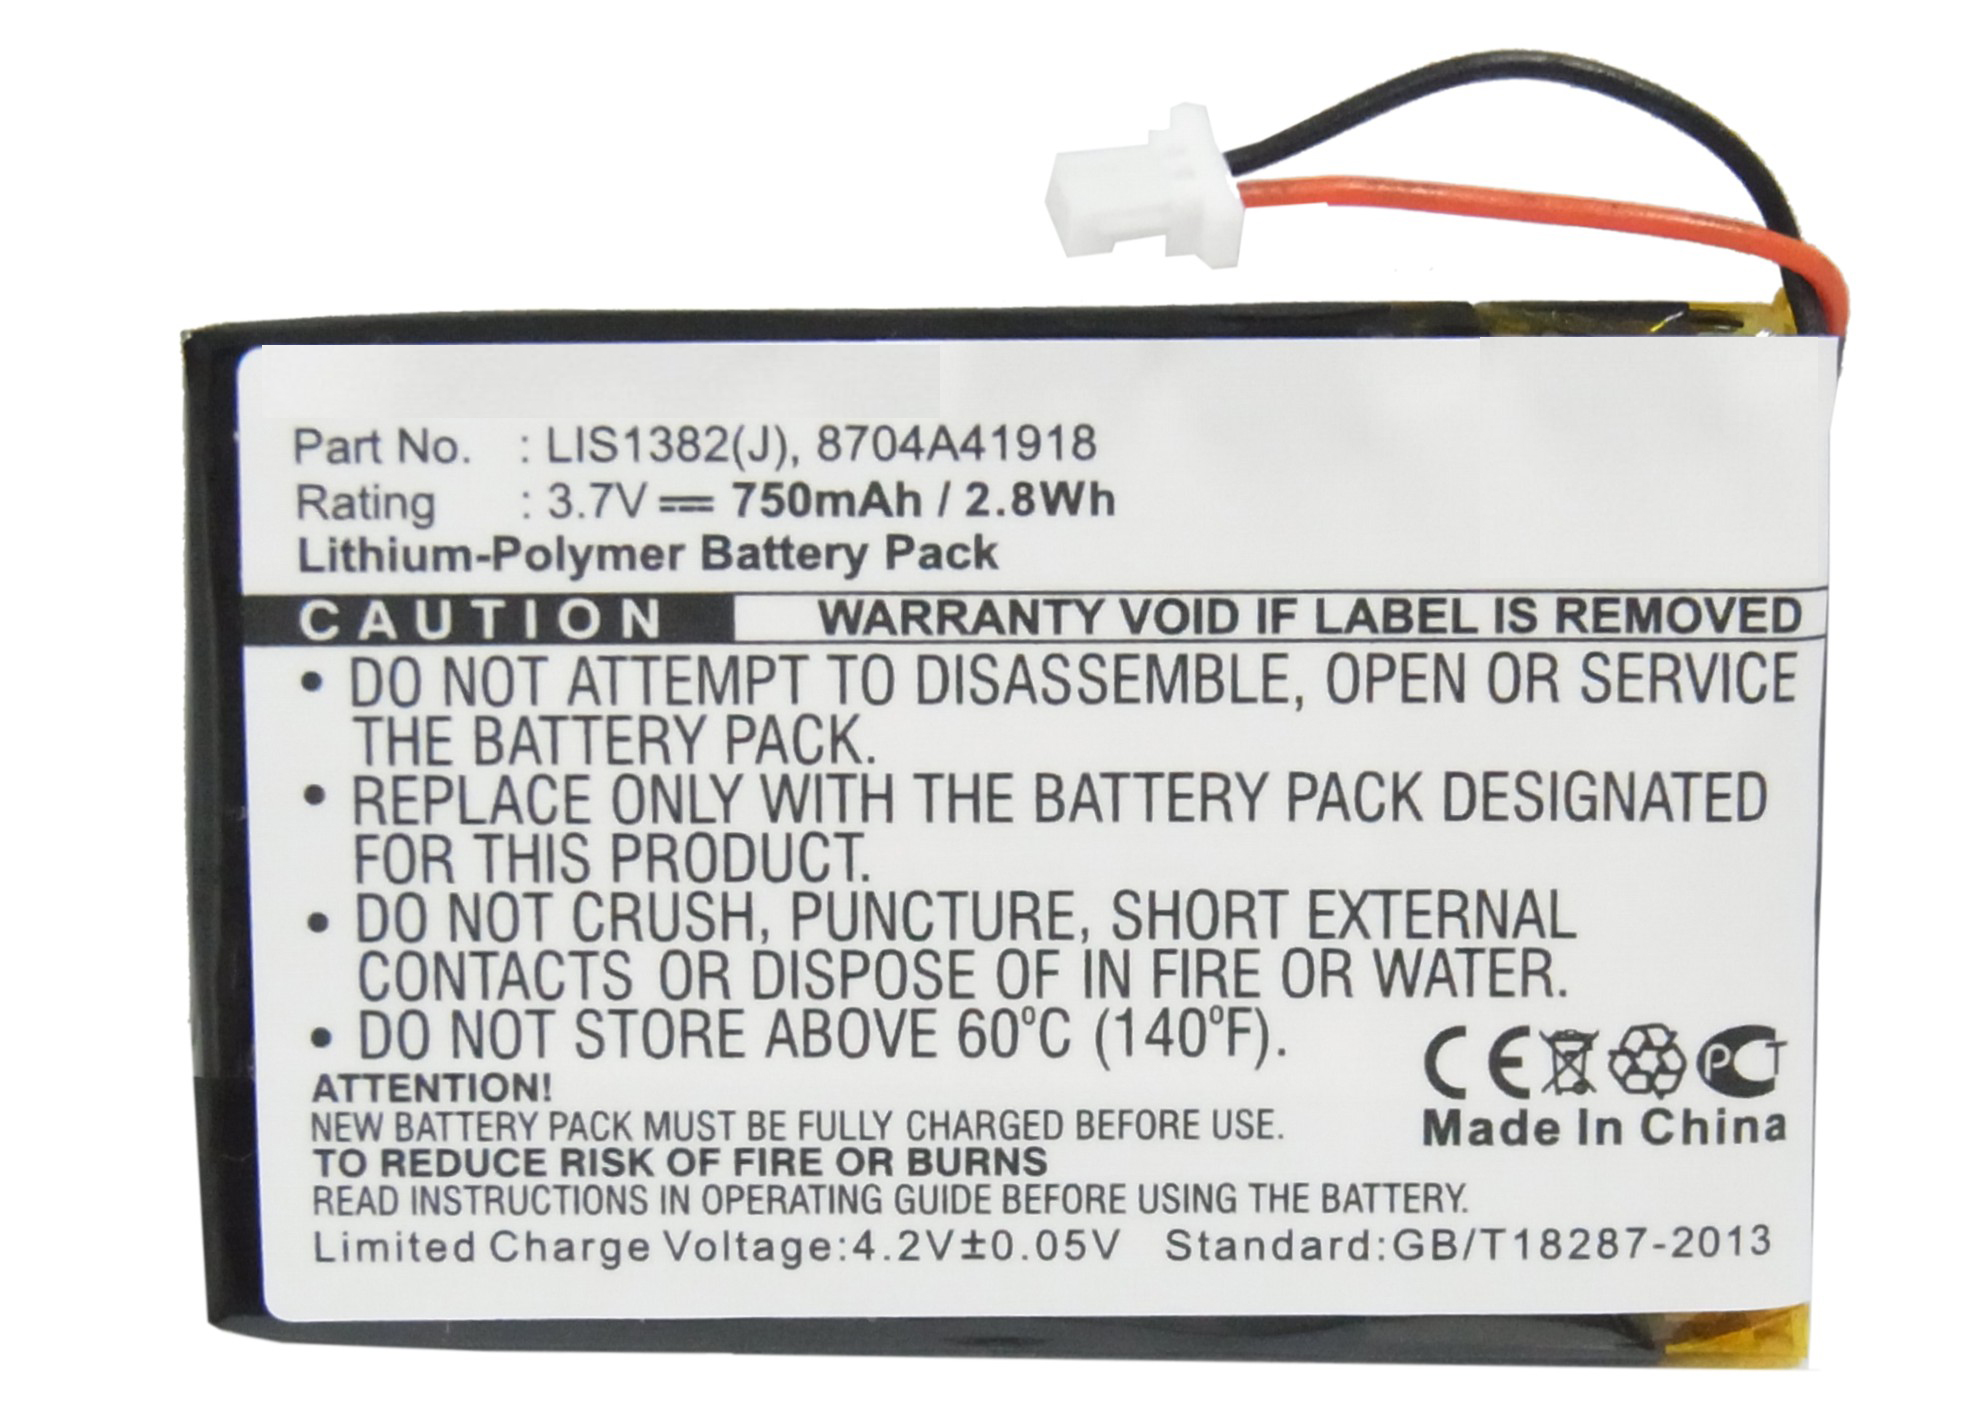 Part No. : LIS1382(J), 8704A41918
Rating : 3.7V⎓ 750mAh / 2.8Wh
Lithium-Polymer Battery Pack
CAUTION WARRANTY VOID IF LABEL IS REMOVED
• DO NOT ATTEMPT TO DISASSEMBLE, OPEN OR SERVICE
THE BATTERY PACK.
• REPLACE ONLY WITH THE BATTERY PACK DESIGNATED
FOR THIS PRODUCT.
• DO NOT CRUSH, PUNCTURE, SHORT EXTERNAL
CONTACTS OR DISPOSE OF IN FIRE OR WATER.
• DO NOT STORE ABOVE 60°C (140°F).
CE PCT
ATTENTION!
NEW BATTERY PACK MUST BE FULLY CHARGED BEFORE USE.
Made In China
TO REDUCE RISK OF FIRE OR BURNS
READ INSTRUCTIONS IN OPERATING GUIDE BEFORE USING THE BATTERY.
Limited Charge Voltage:4.2V±0.05V Standard:GB/T18287-2013